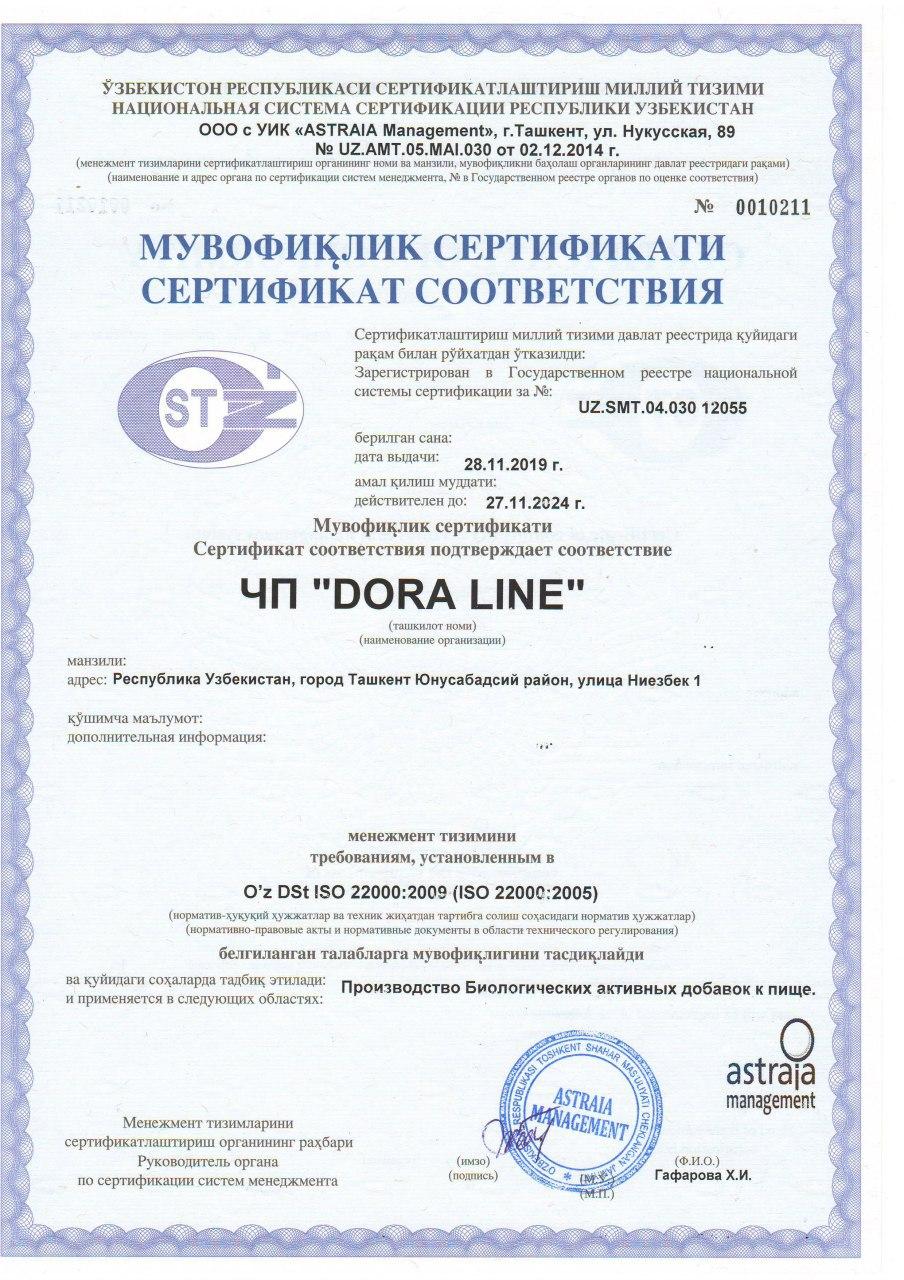 ЎЗБЕКИСТОН РЕСПУБЛИКАСИ СЕРТИФИКАТЛАШТИРИШ МИЛЛИЙ ТИЗИМИ
НАЦИОНАЛЬНАЯ СИСТЕМА СЕРТИФИКАЦИИ РЕСПУБЛИКИ УЗБЕКИСТАН
ООО с УИК «ASTRAIA Management», г.Ташкент, ул. Нукусская, 89
№ UZ.AMT.05.MAI.030 от 02.12.2014 г.
(менежмент тизимларини сертификатлаштириш органининг номи ва манзили, мувофиқликни баҳолаш органларининг давлат реестридаги рақами)
(наименование и адрес органа по сертификации систем менеджмента, № в Государственном реестре органов по оценке соответствия)
№ 0010211
МУВОФИҚЛИК СЕРТИФИКАТИ
СЕРТИФИКАТ СООТВЕТСТВИЯ
ST
Сертификатлаштириш миллий тизими давлат реестрида қуйидаги
рақам билан рўйхатдан ўтказилди:
Зарегистрирован в Государственном реестре национальной
системы сертификации за №:
UZ.SMT.04.030 12055
берилган сана:
дата выдачи: 28.11.2019 г.
амал қилиш муддати:
действителен до: 27.11.2024 г.
Мувофиқлик сертификати
Сертификат соответствия подтверждает соответствие
ЧП "DORA LINE"
(ташкилот номи)
(наименование организации)
манзили:
адрес: Республика Узбекистан, город Ташкент Юнусабадсий район, улица Ниезбек 1
қўшимча маълумот:
дополнительная информация:
менежмент тизимини
требованиям, установленным в
O'z DSt ISO 22000:2009 (ISO 22000:2005)
(норматив-ҳуқуқий ҳужжатлар ва техник жиҳатдан тартибга солиш соҳасидаги норматив ҳужжатлар)
(нормативно-правовые акты и нормативные документы в области технического регулирования)
белгиланган талабларга мувофиқлигини тасдиқлайди
ва қуйидаги соҳаларда тадбиқ этилади:
и применяется в следующих областях: Производство Биологических активных добавок к пище.
astraia
management
ASTRAIA
MANAGEMENT
Менежмент тизимларини
сертификатлаштириш органининг раҳбари
Руководитель органа
по сертификации систем менеджмента
(имзо)
(подпись)
(М.Ў.)
(М.П.)
(Ф.И.О.)
Гафарова Х.И.